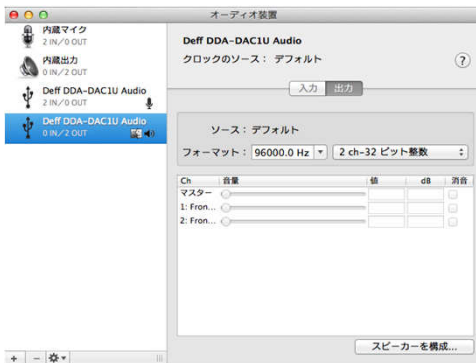 オーディオ装置
内蔵マイク
2 IN/0 OUT
内蔵出力
0 IN/2 OUT
Deff DDA-DAC1U Audio
2 IN/0 OUT
Deff DDA-DAC1U Audio
0 IN/2 OUT
Deff DDA-DAC1U Audio
クロックのソース： デフォルト
?
入力 出力
ソース： デフォルト
フォーマット： 96000.0 Hz 2 ch-32 ビット整数
Ch 音量 値 dB 消音
マスター
1: Fron...
2: Fron...
スピーカーを構成...